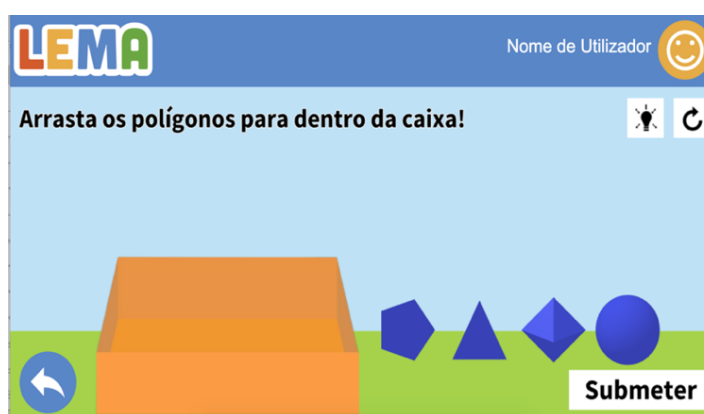 LEMA
Nome de Utilizador
Arrasta os polígonos para dentro da caixa!
Submeter